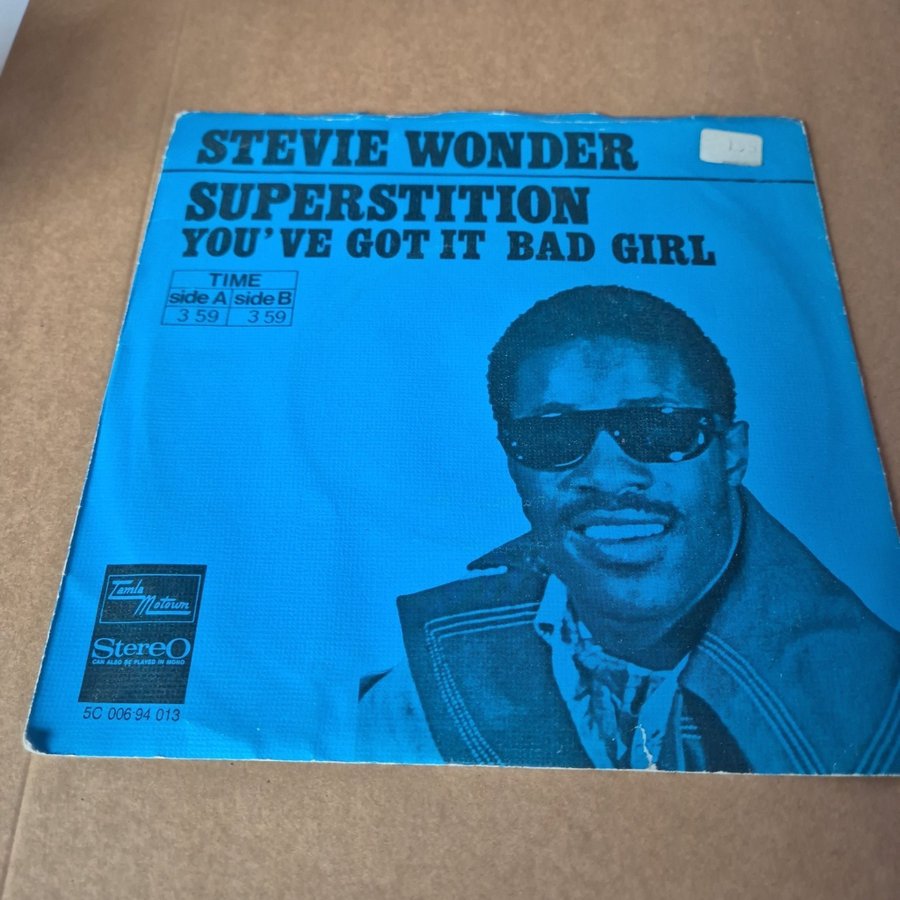 STEVIE WONDER
SUPERSTITION
YOU'VE GOT IT BAD GIRL
TIME
side A side B
3 59 3 59
Tamla
Motown
Stereo
CAN ALSO BE PLAYED IN MONO
5C 006 94 013